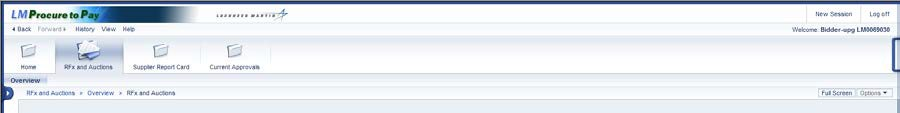 LM Procure to Pay LOCKHEED MARTIN New Session Log off
Back Forward History View Help Welcome: Bidder-upg LM0069030
Home RFx and Auctions Supplier Report Card Current Approvals
Overview
RFx and Auctions > Overview > RFx and Auctions Full Screen Options